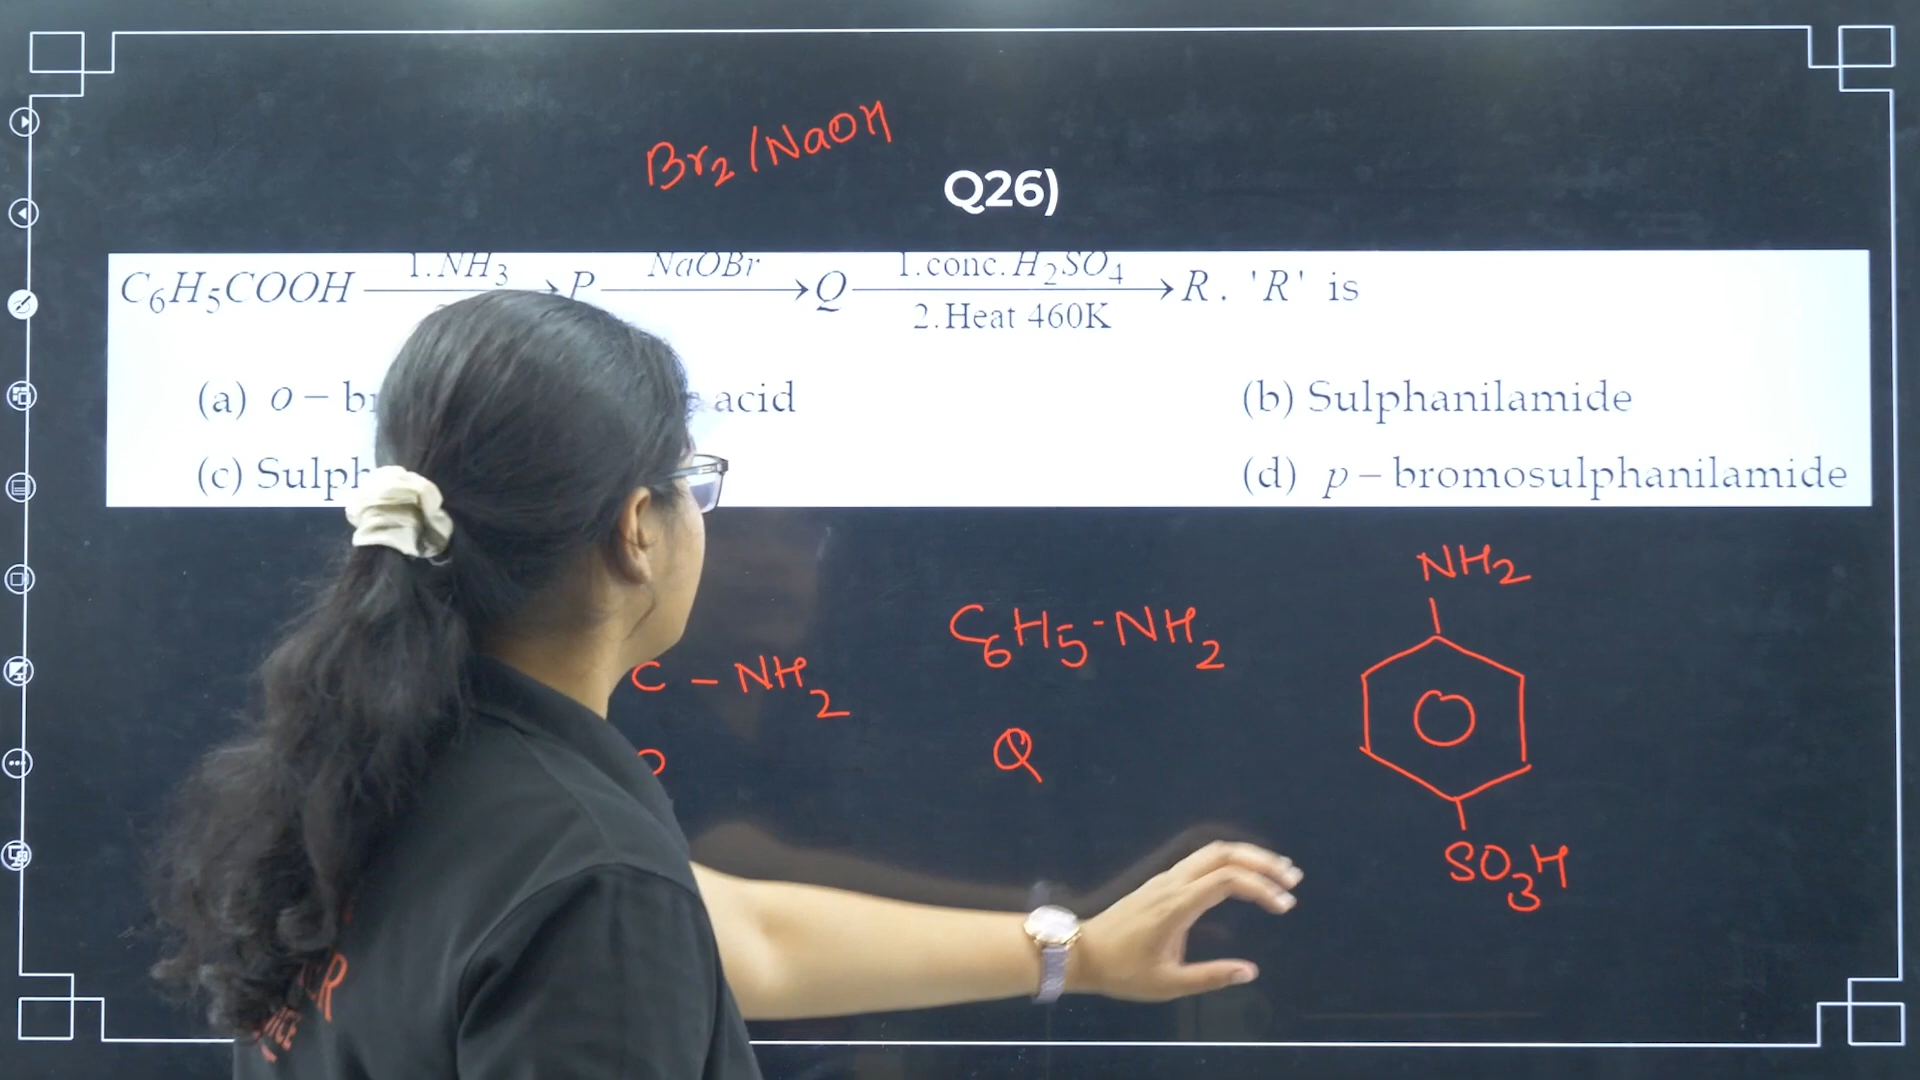 Br2/NaOH
Q26)
C6H5COOH 1.NH3 P NaOBr Q 1.conc.H2SO4 2.Heat 460K R. 'R' is
(a) o – acid (b) Sulphanilamide
(c) (d) p – bromosulphanilamide
NH2
C – NH2 C6H5-NH2
Q
SO3H